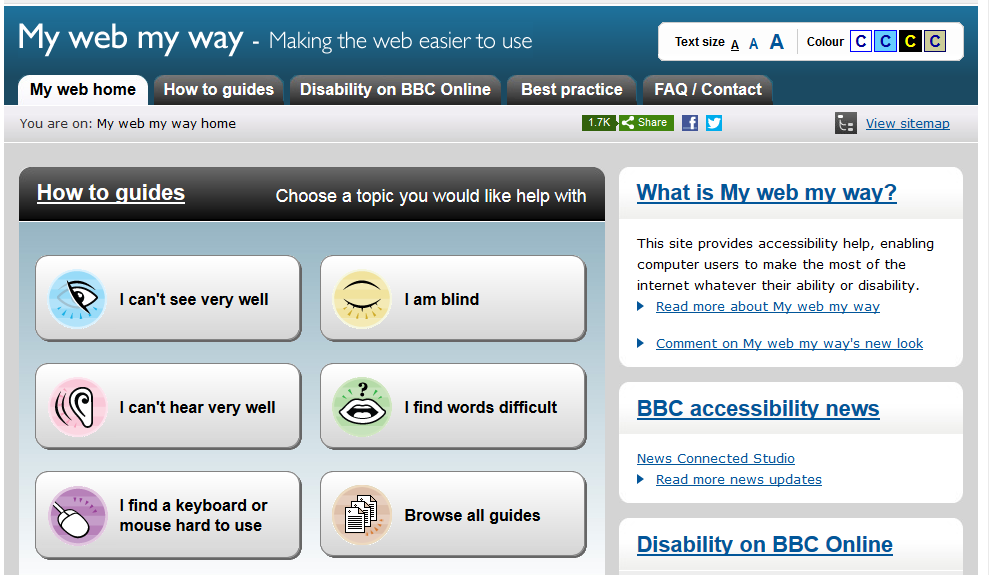 My web my way - Making the web easier to use
Text size A A A Colour C C C C
My web home How to guides Disability on BBC Online Best practice FAQ / Contact
You are on: My web my way home
1.7K Share f
View sitemap
How to guides Choose a topic you would like help with
I can't see very well
I am blind
I can't hear very well
?
I find words difficult
I find a keyboard or
mouse hard to use
Browse all guides
What is My web my way?
This site provides accessibility help, enabling
computer users to make the most of the
internet whatever their ability or disability.
Read more about My web my way
Comment on My web my way's new look
BBC accessibility news
News Connected Studio
Read more news updates
Disability on BBC Online